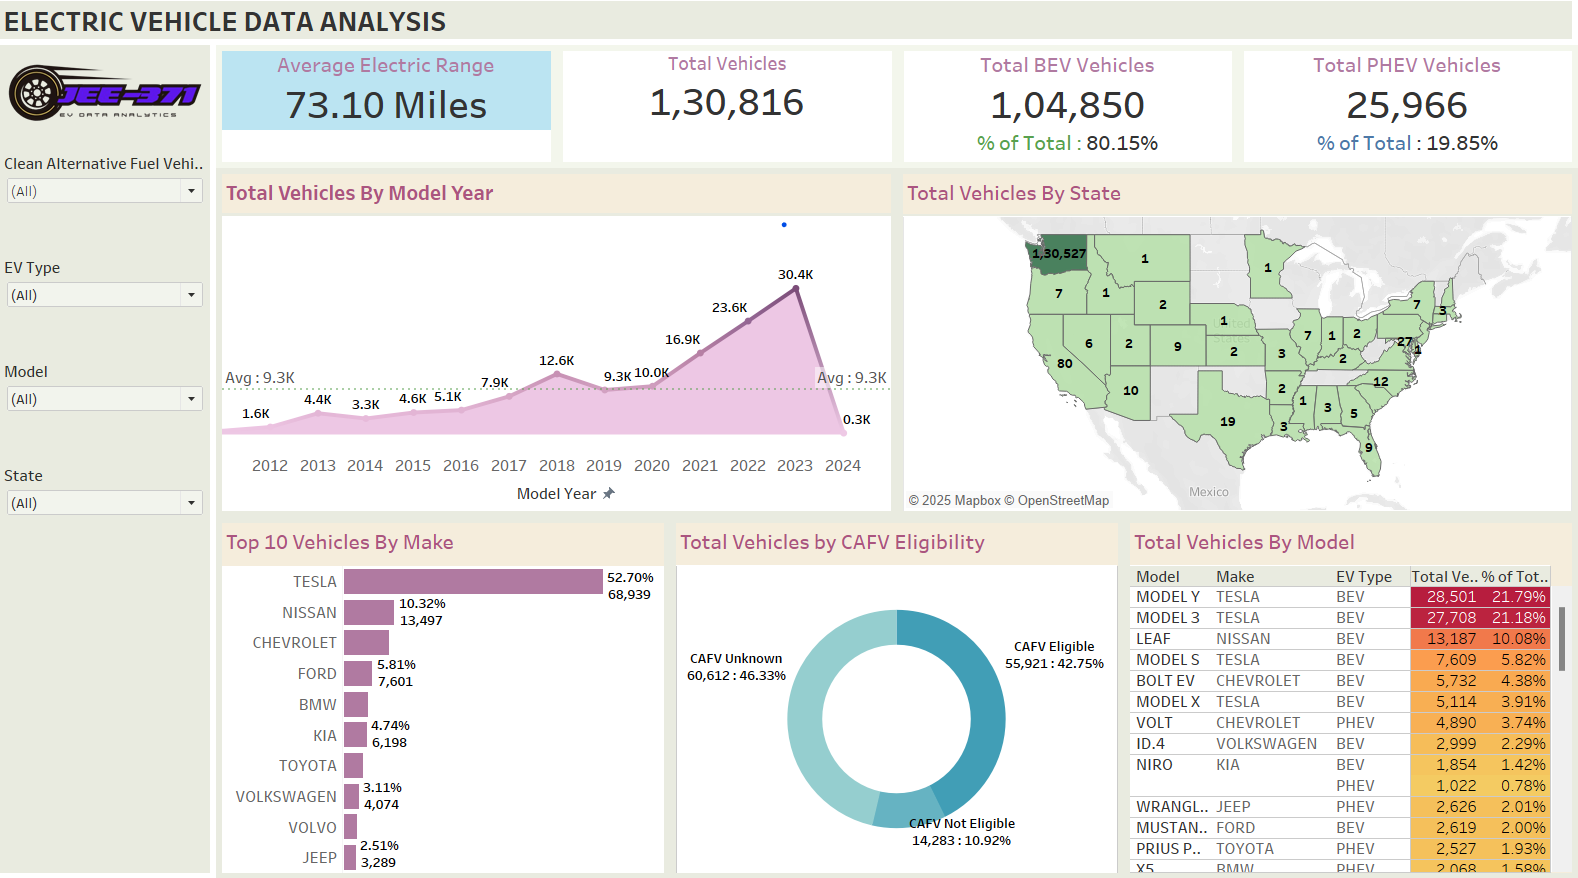 ELECTRIC VEHICLE DATA ANALYSIS
JEE-371
EV DATA ANALYTICS
Clean Alternative Fuel Vehi..
(All)
EV Type
(All)
Model
(All)
State
(All)
Average Electric Range
73.10 Miles
Total Vehicles
1,30,816
Total BEV Vehicles
1,04,850
% of Total : 80.15%
Total PHEV Vehicles
25,966
% of Total : 19.85%
Total Vehicles By Model Year
Avg : 9.3K
1.6K
4.4K
3.3K
4.6K
5.1K
7.9K
12.6K
9.3K
10.0K
16.9K
23.6K
30.4K
Avg : 9.3K
0.3K
2012 2013 2014 2015 2016 2017 2018 2019 2020 2021 2022 2023 2024
Model Year
Total Vehicles By State
1,30,527
1
1
7
1
2
7
3
1
United States
6
2
9
2
3
7
1
2
27
1
80
2
10
2
12
1
3
5
19
3
9
Mexico
© 2025 Mapbox © OpenStreetMap
Top 10 Vehicles By Make
TESLA
52.70%
68,939
NISSAN
10.32%
13,497
CHEVROLET
FORD
5.81%
7,601
BMW
KIA
4.74%
6,198
TOYOTA
VOLKSWAGEN
3.11%
4,074
VOLVO
JEEP
2.51%
3,289
Total Vehicles by CAFV Eligibility
CAFV Unknown
60,612 : 46.33%
CAFV Eligible
55,921 : 42.75%
CAFV Not Eligible
14,283 : 10.92%
Total Vehicles By Model
Model Make EV Type Total Ve.. % of Tot..
MODEL Y TESLA BEV 28,501 21.79%
MODEL 3 TESLA BEV 27,708 21.18%
LEAF NISSAN BEV 13,187 10.08%
MODEL S TESLA BEV 7,609 5.82%
BOLT EV CHEVROLET BEV 5,732 4.38%
MODEL X TESLA BEV 5,114 3.91%
VOLT CHEVROLET PHEV 4,890 3.74%
ID.4 VOLKSWAGEN BEV 2,999 2.29%
NIRO KIA BEV 1,854 1.42%
PHEV 1,022 0.78%
WRANGL.. JEEP PHEV 2,626 2.01%
MUSTAN.. FORD BEV 2,619 2.00%
PRIUS P.. TOYOTA PHEV 2,527 1.93%
X5 BMW PHEV 2,068 1.58%